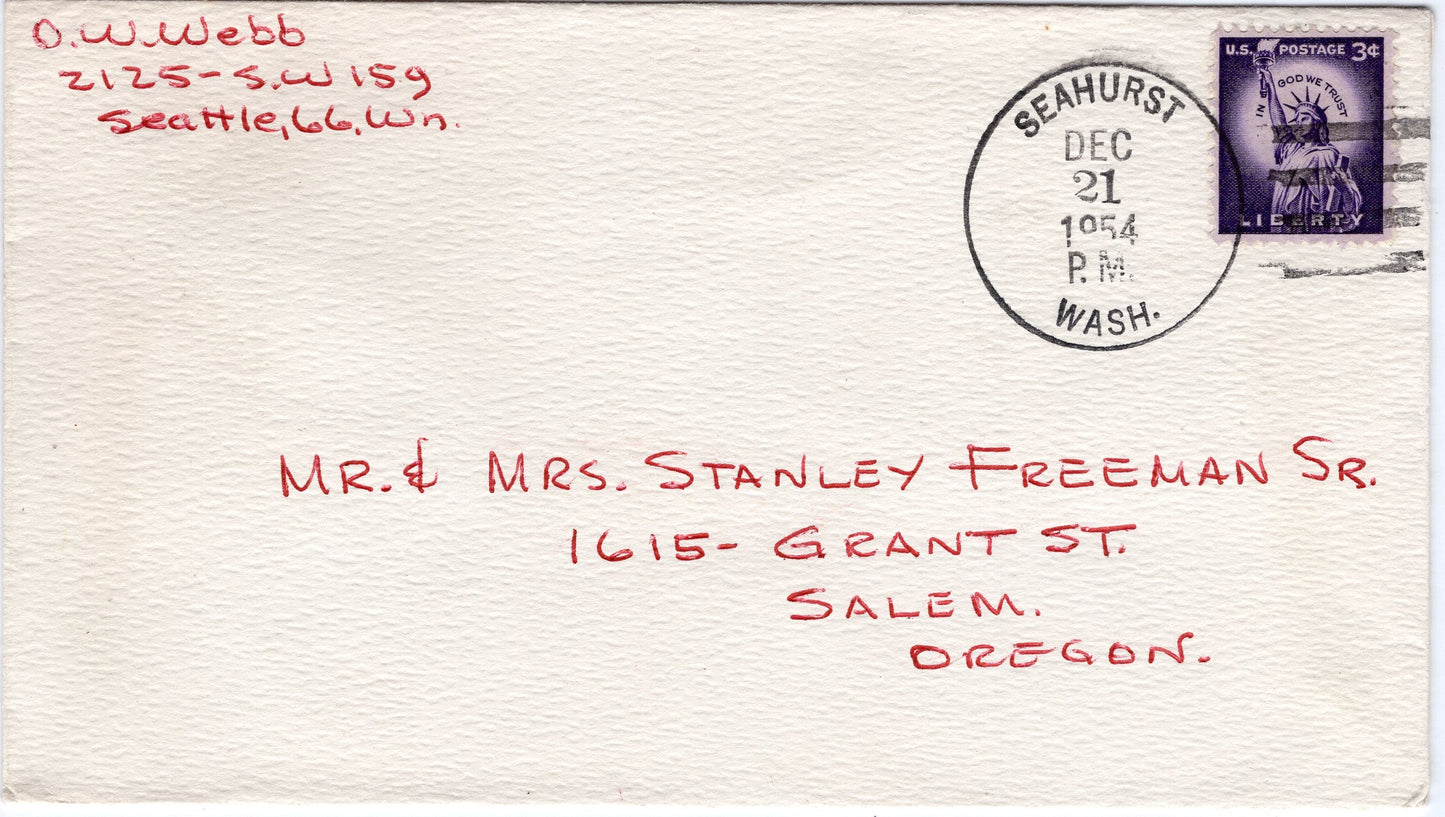 O.W.Webb
2125-S.W 159
Seattle,66,Wn.
U.S. POSTAGE 3¢
IN GOD WE TRUST
LIBERTY
SEAHURST
DEC
21
1954
P.M.
WASH.
MR. & MRS. STANLEY FREEMAN SR.
1615- GRANT ST.
SALEM.
OREGON.